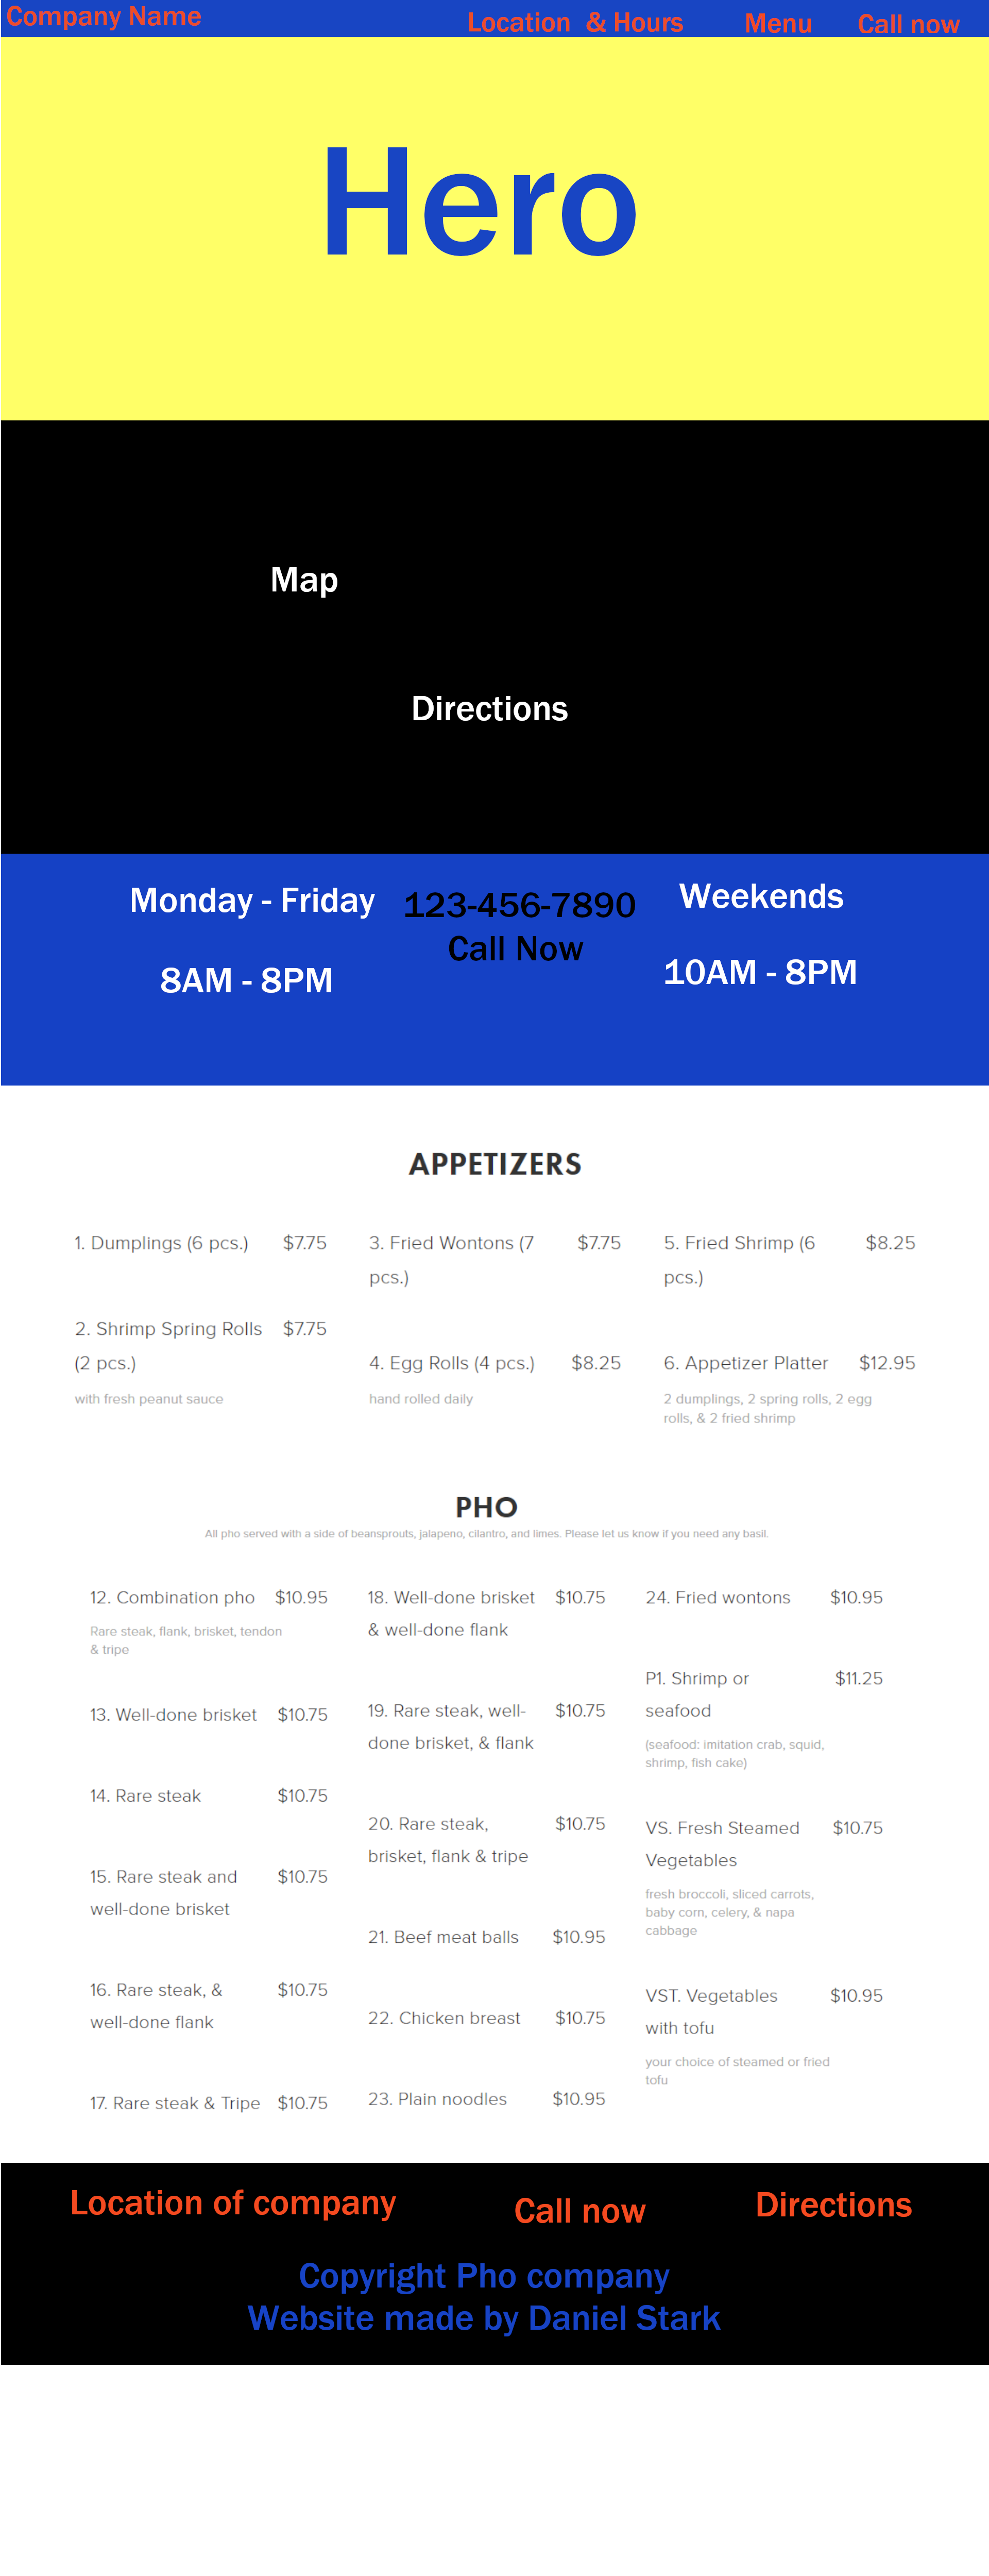 Company Name
Location & Hours
Menu
Call now
Hero
Map
Directions
Monday - Friday
8AM - 8PM
123-456-7890
Call Now
Weekends
10AM - 8PM
APPETIZERS
1. Dumplings (6 pcs.) $7.75
2. Shrimp Spring Rolls $7.75
(2 pcs.)
with fresh peanut sauce
3. Fried Wontons (7 $7.75
pcs.)
4. Egg Rolls (4 pcs.) $8.25
hand rolled daily
5. Fried Shrimp (6 $8.25
pcs.)
6. Appetizer Platter $12.95
2 dumplings, 2 spring rolls, 2 egg
rolls, & 2 fried shrimp
PHO
All pho served with a side of beansprouts, jalapeno, cilantro, and limes. Please let us know if you need any basil.
12. Combination pho $10.95
Rare steak, flank, brisket, tendon
& tripe
13. Well-done brisket $10.75
14. Rare steak $10.75
15. Rare steak and $10.75
well-done brisket
16. Rare steak, & $10.75
well-done flank
17. Rare steak & Tripe $10.75
18. Well-done brisket $10.75
& well-done flank
19. Rare steak, well- $10.75
done brisket, & flank
20. Rare steak, $10.75
brisket, flank & tripe
21. Beef meat balls $10.95
22. Chicken breast $10.75
23. Plain noodles $10.95
24. Fried wontons $10.95
P1. Shrimp or $11.25
seafood
(seafood: imitation crab, squid,
shrimp, fish cake)
VS. Fresh Steamed $10.75
Vegetables
fresh broccoli, sliced carrots,
baby corn, celery, & napa
cabbage
VST. Vegetables $10.95
with tofu
your choice of steamed or fried
tofu
Location of company
Call now
Directions
Copyright Pho company
Website made by Daniel Stark